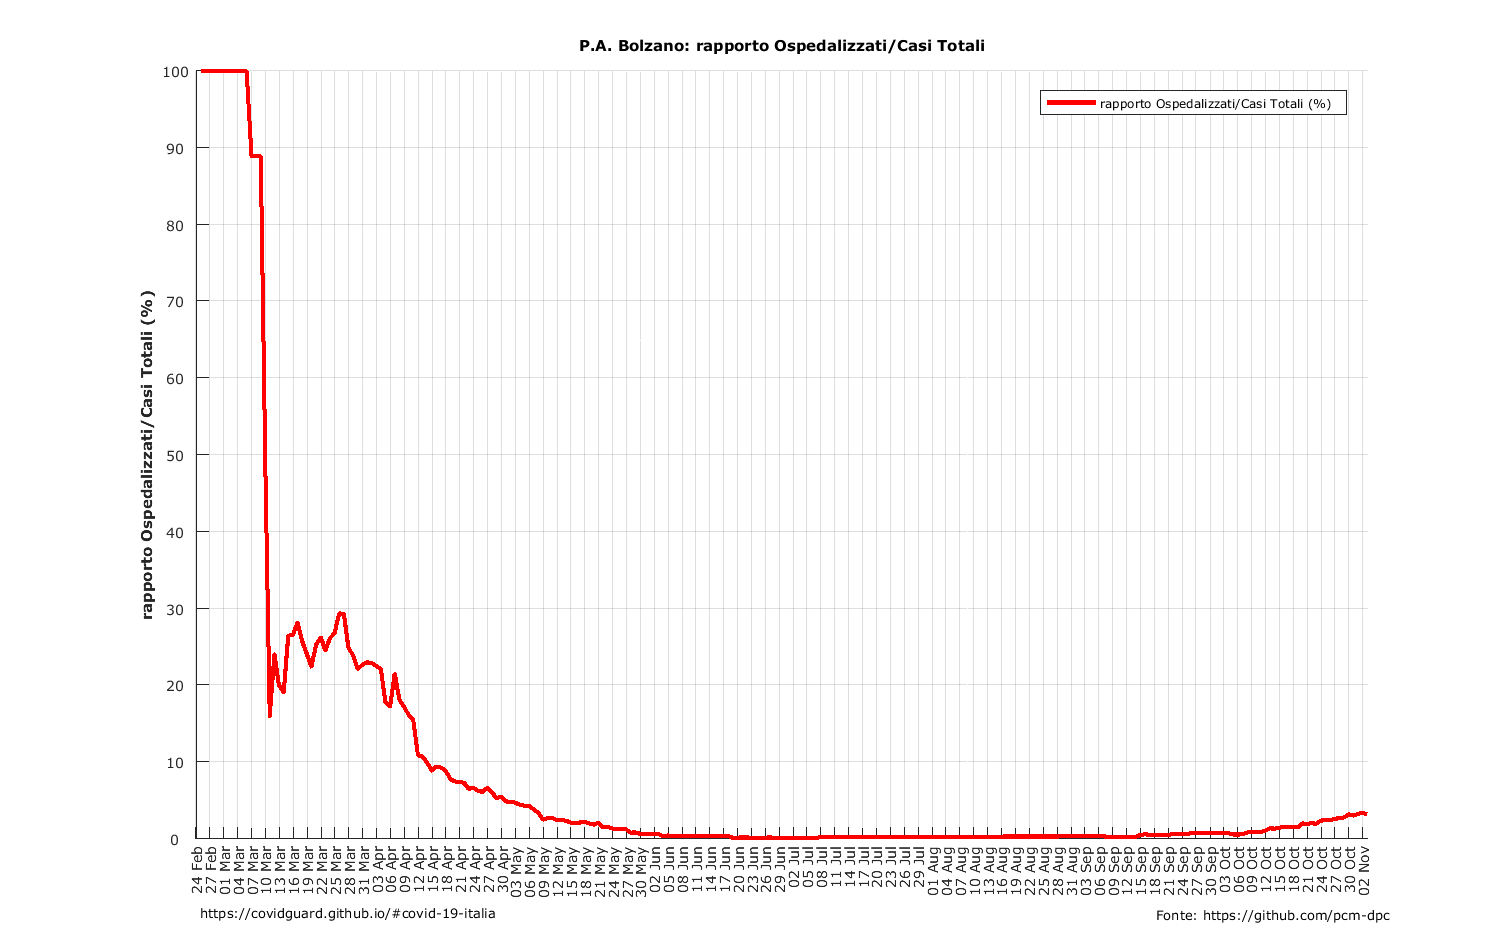 P.A. Bolzano: rapporto Ospedalizzati/Casi Totali
rapporto Ospedalizzati/Casi Totali (%)
rapporto Ospedalizzati/Casi Totali (%)
100
90
80
70
60
50
40
30
20
10
0
24 Feb
27 Feb
01 Mar
04 Mar
07 Mar
10 Mar
13 Mar
16 Mar
19 Mar
22 Mar
25 Mar
28 Mar
31 Mar
03 Apr
06 Apr
09 Apr
12 Apr
15 Apr
18 Apr
21 Apr
24 Apr
27 Apr
30 Apr
03 May
06 May
09 May
12 May
15 May
18 May
21 May
24 May
27 May
30 May
02 Jun
05 Jun
08 Jun
11 Jun
14 Jun
17 Jun
20 Jun
23 Jun
26 Jun
29 Jun
02 Jul
05 Jul
08 Jul
11 Jul
14 Jul
17 Jul
20 Jul
23 Jul
26 Jul
29 Jul
01 Aug
04 Aug
07 Aug
10 Aug
13 Aug
16 Aug
19 Aug
22 Aug
25 Aug
28 Aug
31 Aug
03 Sep
06 Sep
09 Sep
12 Sep
15 Sep
18 Sep
21 Sep
24 Sep
27 Sep
30 Sep
03 Oct
06 Oct
09 Oct
12 Oct
15 Oct
18 Oct
21 Oct
24 Oct
27 Oct
30 Oct
02 Nov
https://covidguard.github.io/#covid-19-italia
Fonte: https://github.com/pcm-dpc